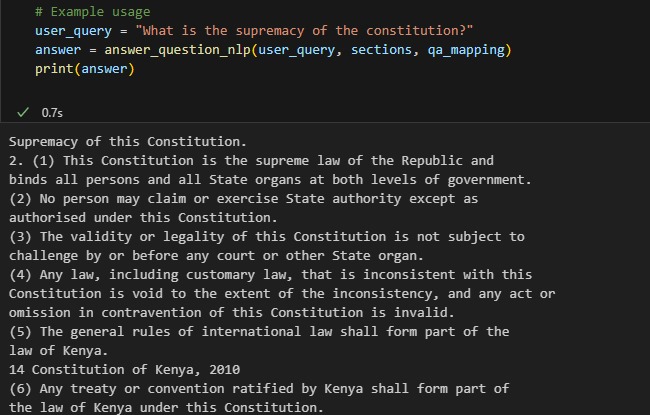 # Example usage
user_query = "What is the supremacy of the constitution?"
answer = answer_question_nlp(user_query, sections, qa_mapping)
print(answer)
0.7s
Supremacy of this Constitution.
2. (1) This Constitution is the supreme law of the Republic and
binds all persons and all State organs at both levels of government.
(2) No person may claim or exercise State authority except as
authorised under this Constitution.
(3) The validity or legality of this Constitution is not subject to
challenge by or before any court or other State organ.
(4) Any law, including customary law, that is inconsistent with this
Constitution is void to the extent of the inconsistency, and any act or
omission in contravention of this Constitution is invalid.
(5) The general rules of international law shall form part of the
law of Kenya.
14 Constitution of Kenya, 2010
(6) Any treaty or convention ratified by Kenya shall form part of
the law of Kenya under this Constitution.